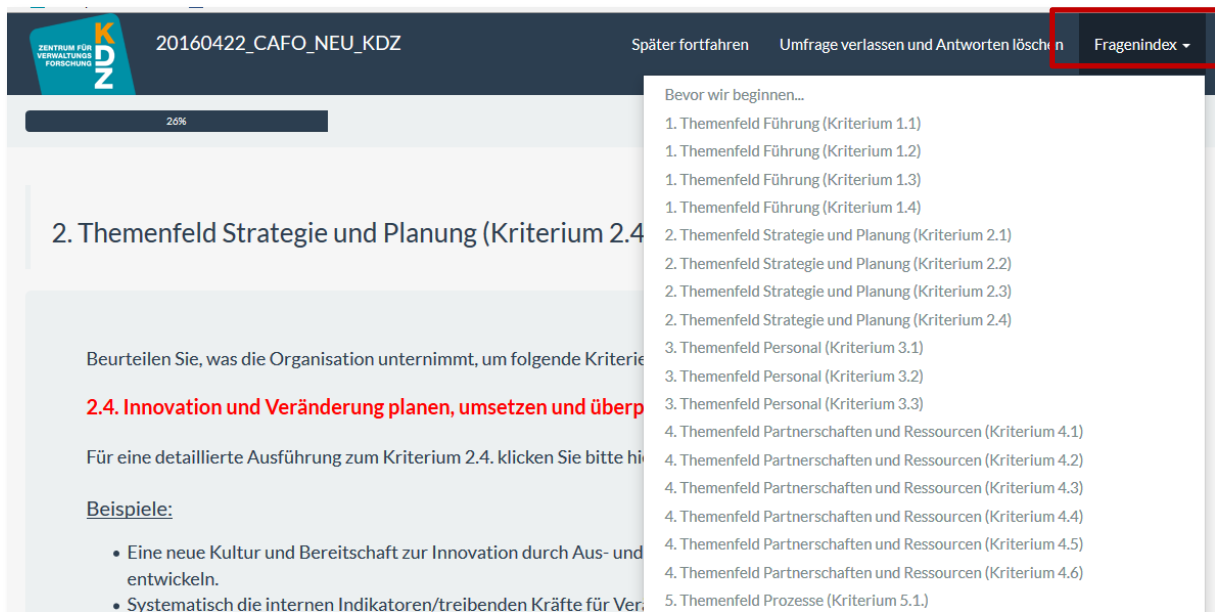 ZENTRUM FÜR
VERWALTUNGS
FORSCHUNG
KDZ
20160422_CAFO_NEU_KDZ
Später fortfahren
Umfrage verlassen und Antworten löschen
Fragenindex
26%
Bevor wir beginnen...
1. Themenfeld Führung (Kriterium 1.1)
1. Themenfeld Führung (Kriterium 1.2)
1. Themenfeld Führung (Kriterium 1.3)
1. Themenfeld Führung (Kriterium 1.4)
2. Themenfeld Strategie und Planung (Kriterium 2.1)
2. Themenfeld Strategie und Planung (Kriterium 2.2)
2. Themenfeld Strategie und Planung (Kriterium 2.3)
2. Themenfeld Strategie und Planung (Kriterium 2.4)
3. Themenfeld Personal (Kriterium 3.1)
3. Themenfeld Personal (Kriterium 3.2)
3. Themenfeld Personal (Kriterium 3.3)
4. Themenfeld Partnerschaften und Ressourcen (Kriterium 4.1)
4. Themenfeld Partnerschaften und Ressourcen (Kriterium 4.2)
4. Themenfeld Partnerschaften und Ressourcen (Kriterium 4.3)
4. Themenfeld Partnerschaften und Ressourcen (Kriterium 4.4)
4. Themenfeld Partnerschaften und Ressourcen (Kriterium 4.5)
4. Themenfeld Partnerschaften und Ressourcen (Kriterium 4.6)
5. Themenfeld Prozesse (Kriterium 5.1.)
2. Themenfeld Strategie und Planung (Kriterium 2.4
Beurteilen Sie, was die Organisation unternimmt, um folgende Kriterie
2.4. Innovation und Veränderung planen, umsetzen und überp
Für eine detaillierte Ausführung zum Kriterium 2.4. klicken Sie bitte hi
Beispiele:
• Eine neue Kultur und Bereitschaft zur Innovation durch Aus- und
entwickeln.
• Systematisch die internen Indikatoren/treibenden Kräfte für Ver